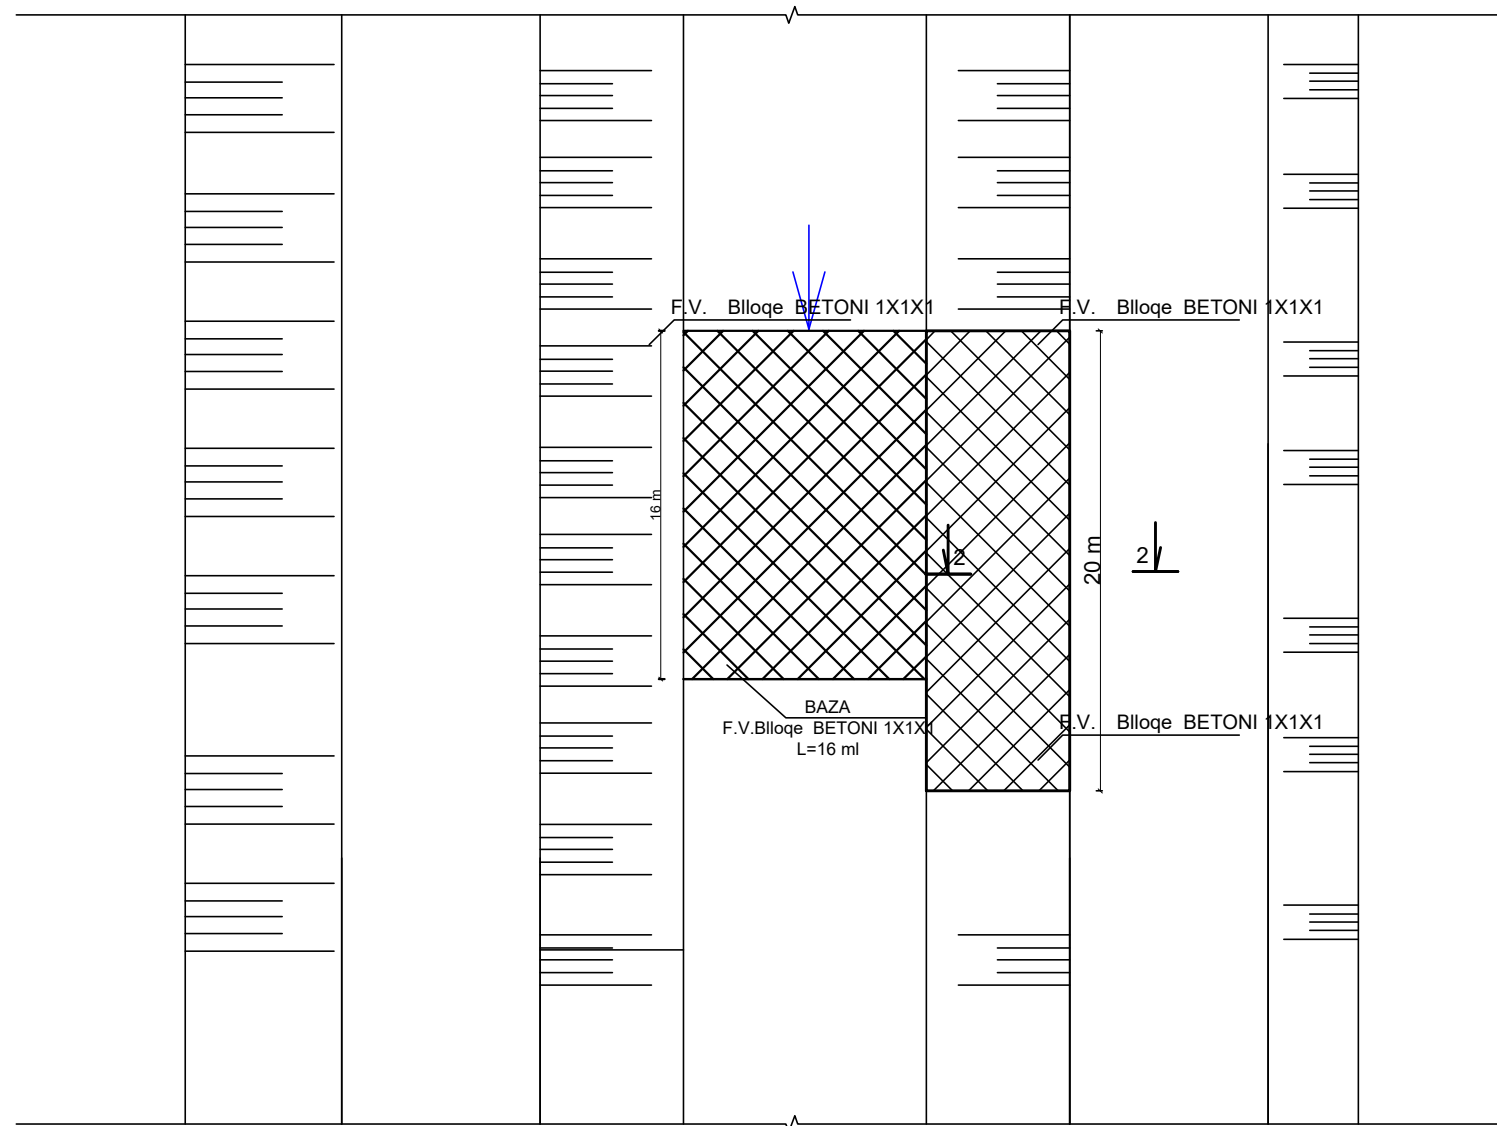 F.V. Blloqe BETONI 1X1X1
F.V. Blloqe BETONI 1X1X1
16 m
2
20 m
2
BAZA
F.V.Blloqe BETONI 1X1X1
L=16 ml
F.V. Blloqe BETONI 1X1X1